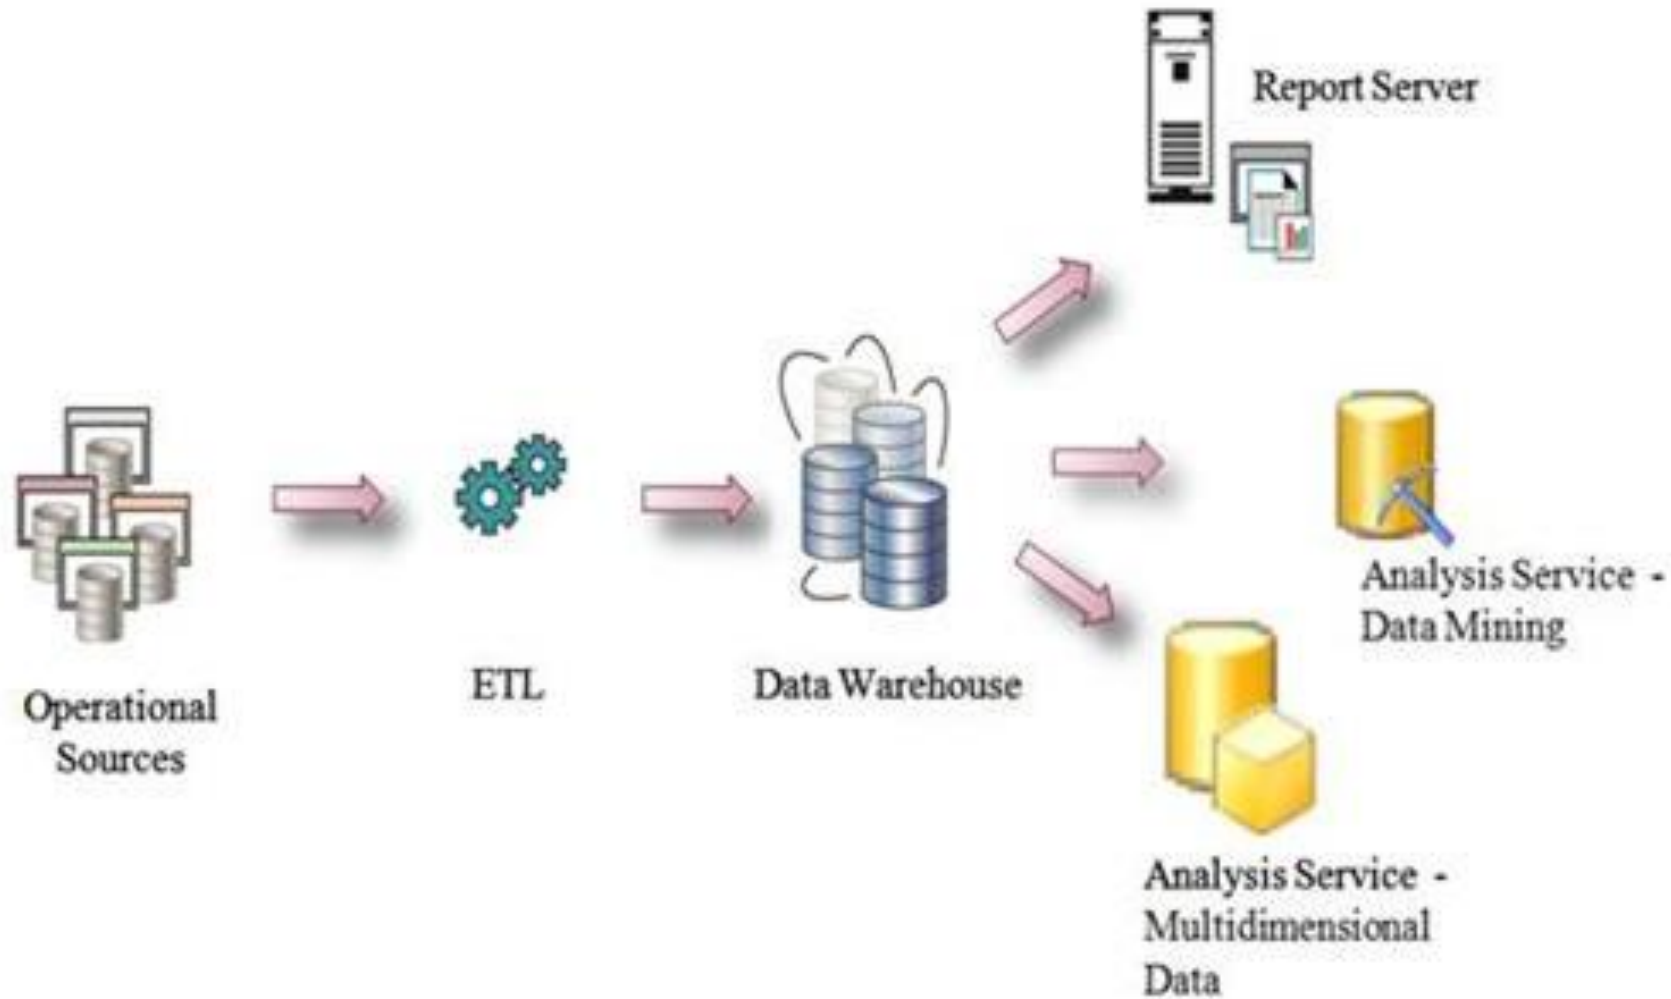 Report Server
Analysis Service -
Data Mining
Operational
Sources
ETL
Data Warehouse
Analysis Service -
Multidimensional
Data